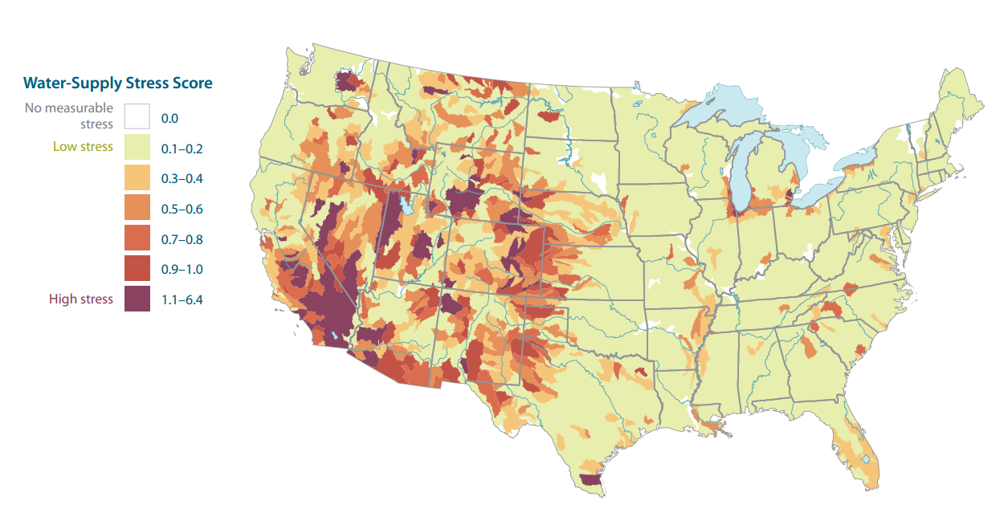 Water-Supply Stress Score
No measurable
stress
0.0
Low stress
0.1–0.2
0.3–0.4
0.5–0.6
0.7–0.8
0.9–1.0
High stress
1.1–6.4